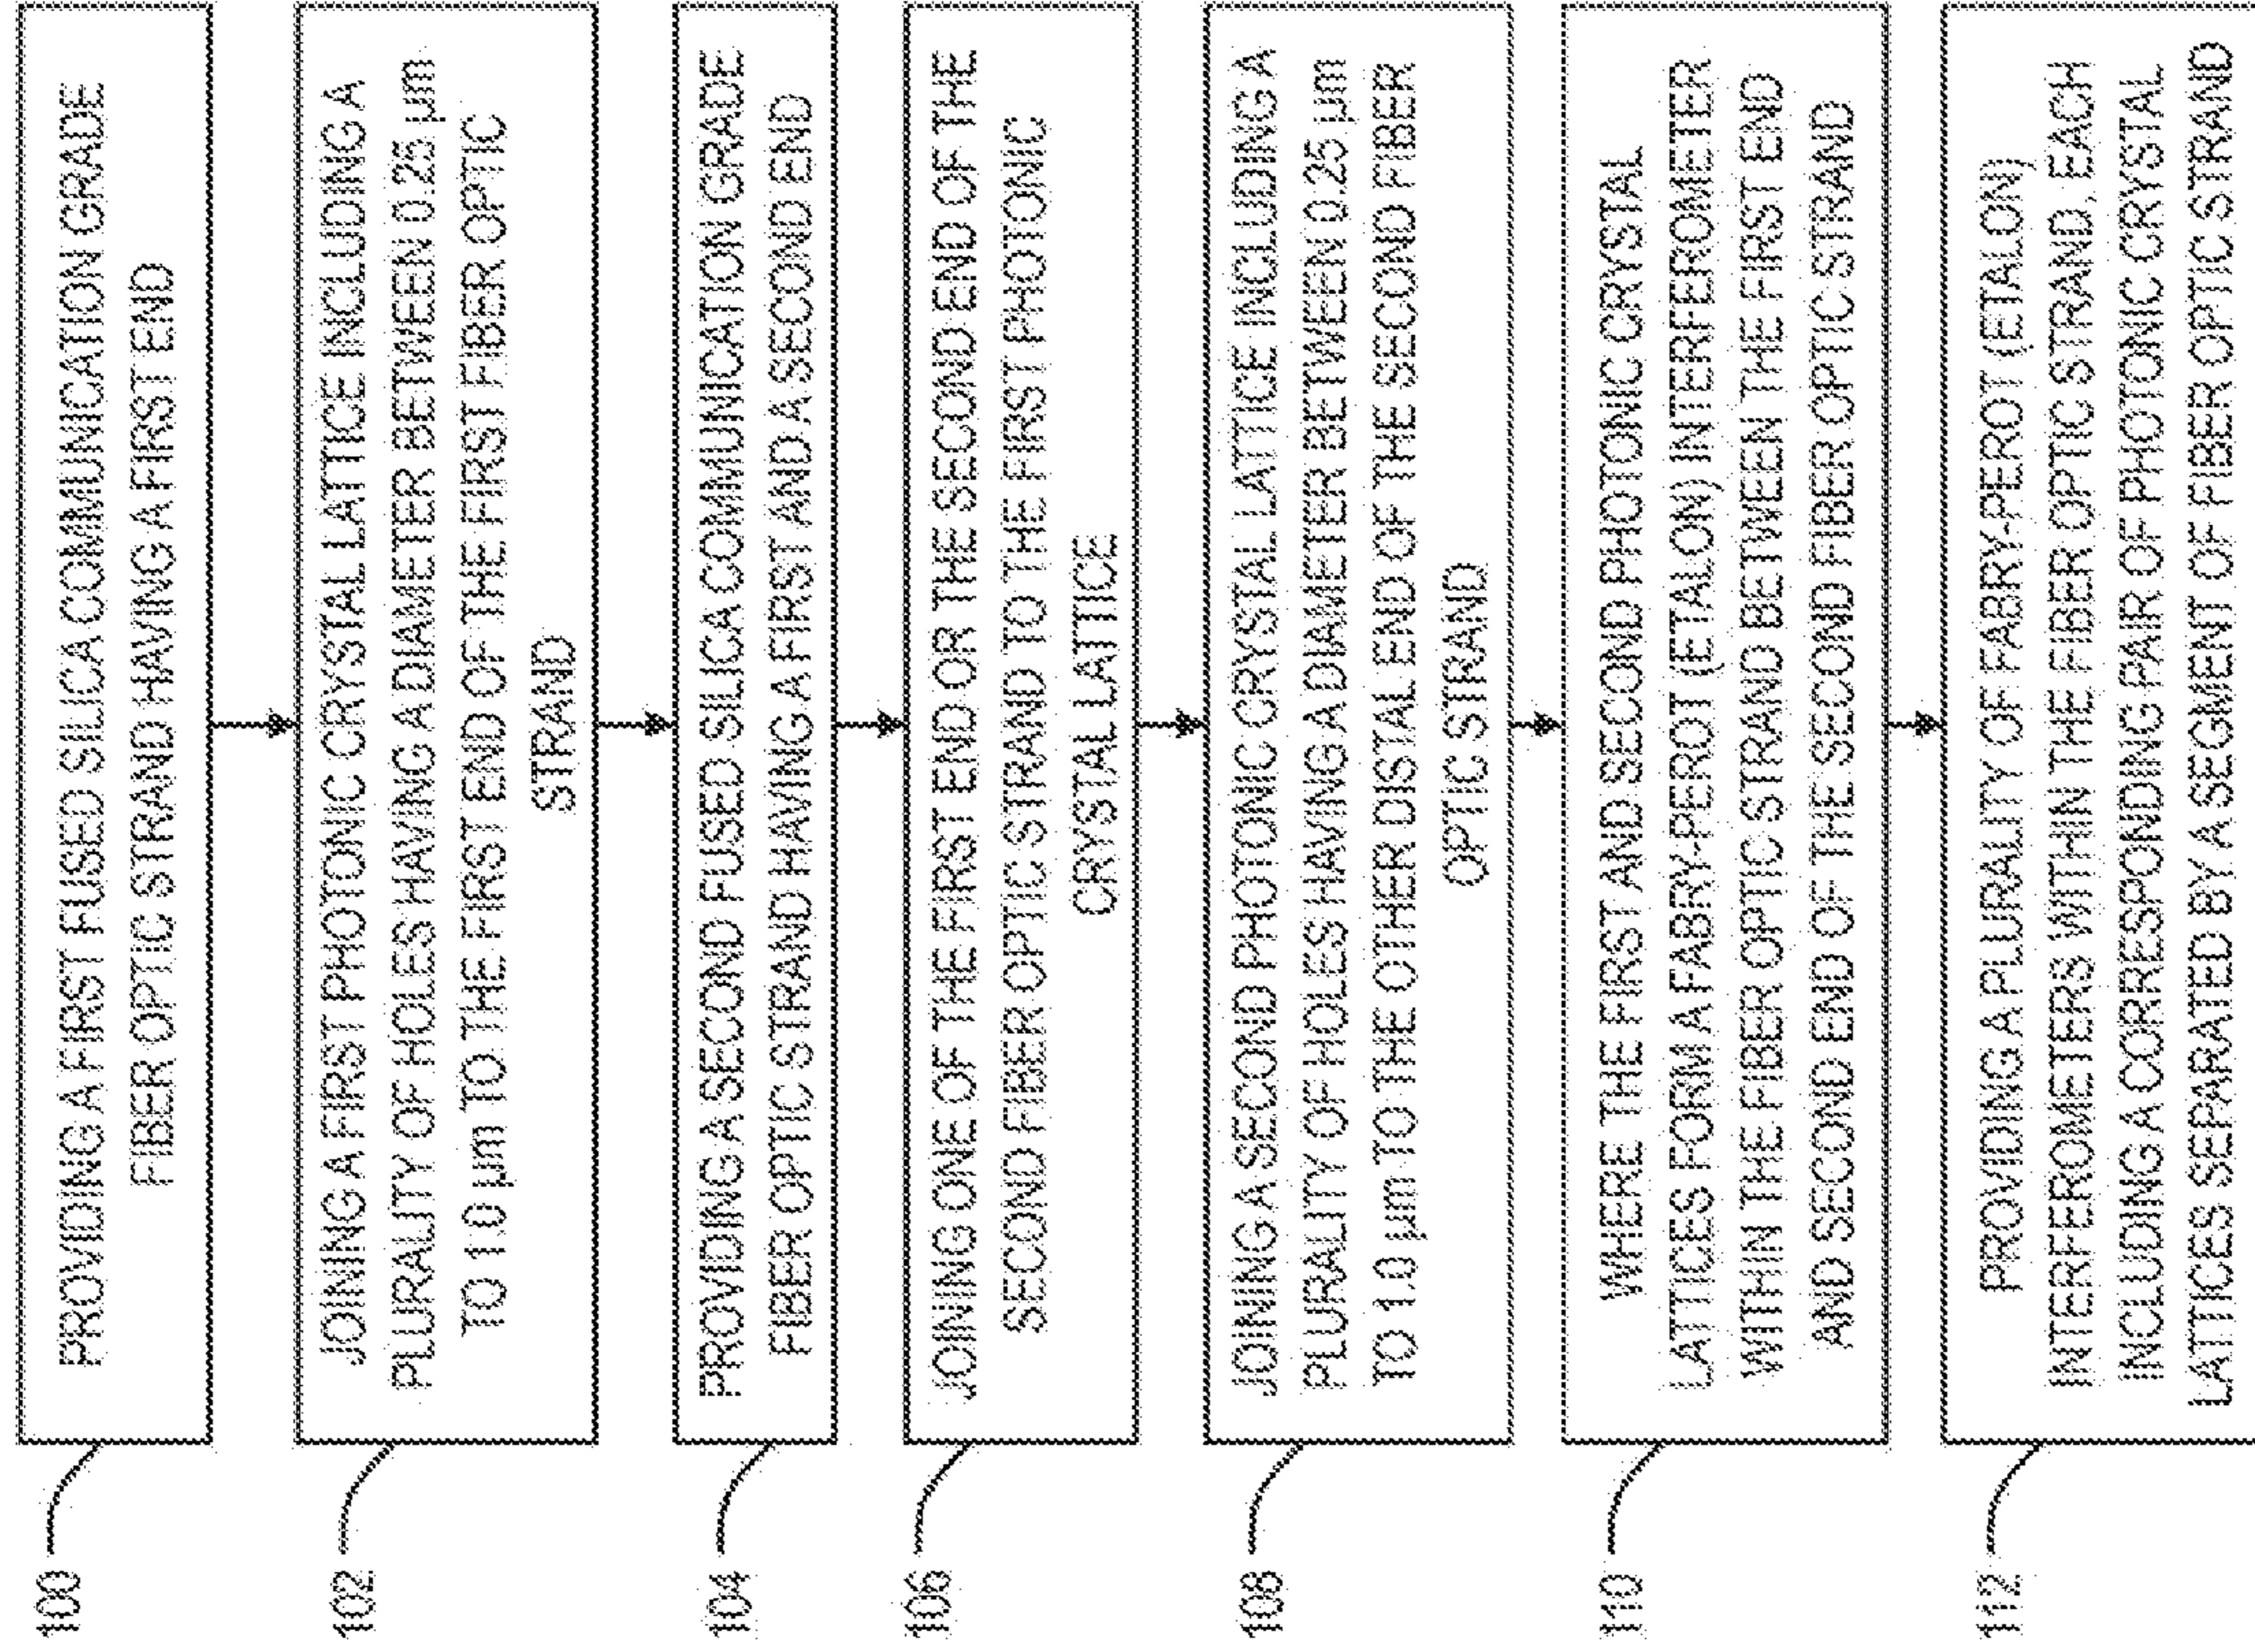 100
PROVIDING A FIRST FUSED SILICA COMMUNICATION GRADE
FIBER OPTIC STRAND HAVING A FIRST END
102
JOINING A FIRST PHOTONIC CRYSTAL LATTICE INCLUDING A
PLURALITY OF HOLES HAVING A DIAMETER BETWEEN 0.25 µm
TO 1.0 µm TO THE FIRST END OF THE FIRST FIBER OPTIC
STRAND
104
PROVIDING A SECOND FUSED SILICA COMMUNICATION GRADE
FIBER OPTIC STRAND HAVING A FIRST AND A SECOND END
106
JOINING ONE OF THE FIRST END OR THE SECOND END OF THE
SECOND FIBER OPTIC STRAND TO THE FIRST PHOTONIC
CRYSTAL LATTICE
108
JOINING A SECOND PHOTONIC CRYSTAL LATTICE INCLUDING A
PLURALITY OF HOLES HAVING A DIAMETER BETWEEN 0.25 µm
TO 1.0 µm TO THE OTHER DISTAL END OF THE SECOND FIBER
OPTIC STRAND
110
WHERE THE FIRST AND SECOND PHOTONIC CRYSTAL
LATTICES FORM A FABRY-PEROT (ETALON) INTERFEROMETER
WITHIN THE FIBER OPTIC STRAND BETWEEN THE FIRST END
AND SECOND END OF THE SECOND FIBER OPTIC STRAND
112
PROVIDING A PLURALITY OF FABRY-PEROT (ETALON)
INTERFEROMETERS WITHIN THE FIBER OPTIC STRAND, EACH
INCLUDING A CORRESPONDING PAIR OF PHOTONIC CRYSTAL
LATTICES SEPARATED BY A SEGMENT OF FIBER OPTIC STRAND